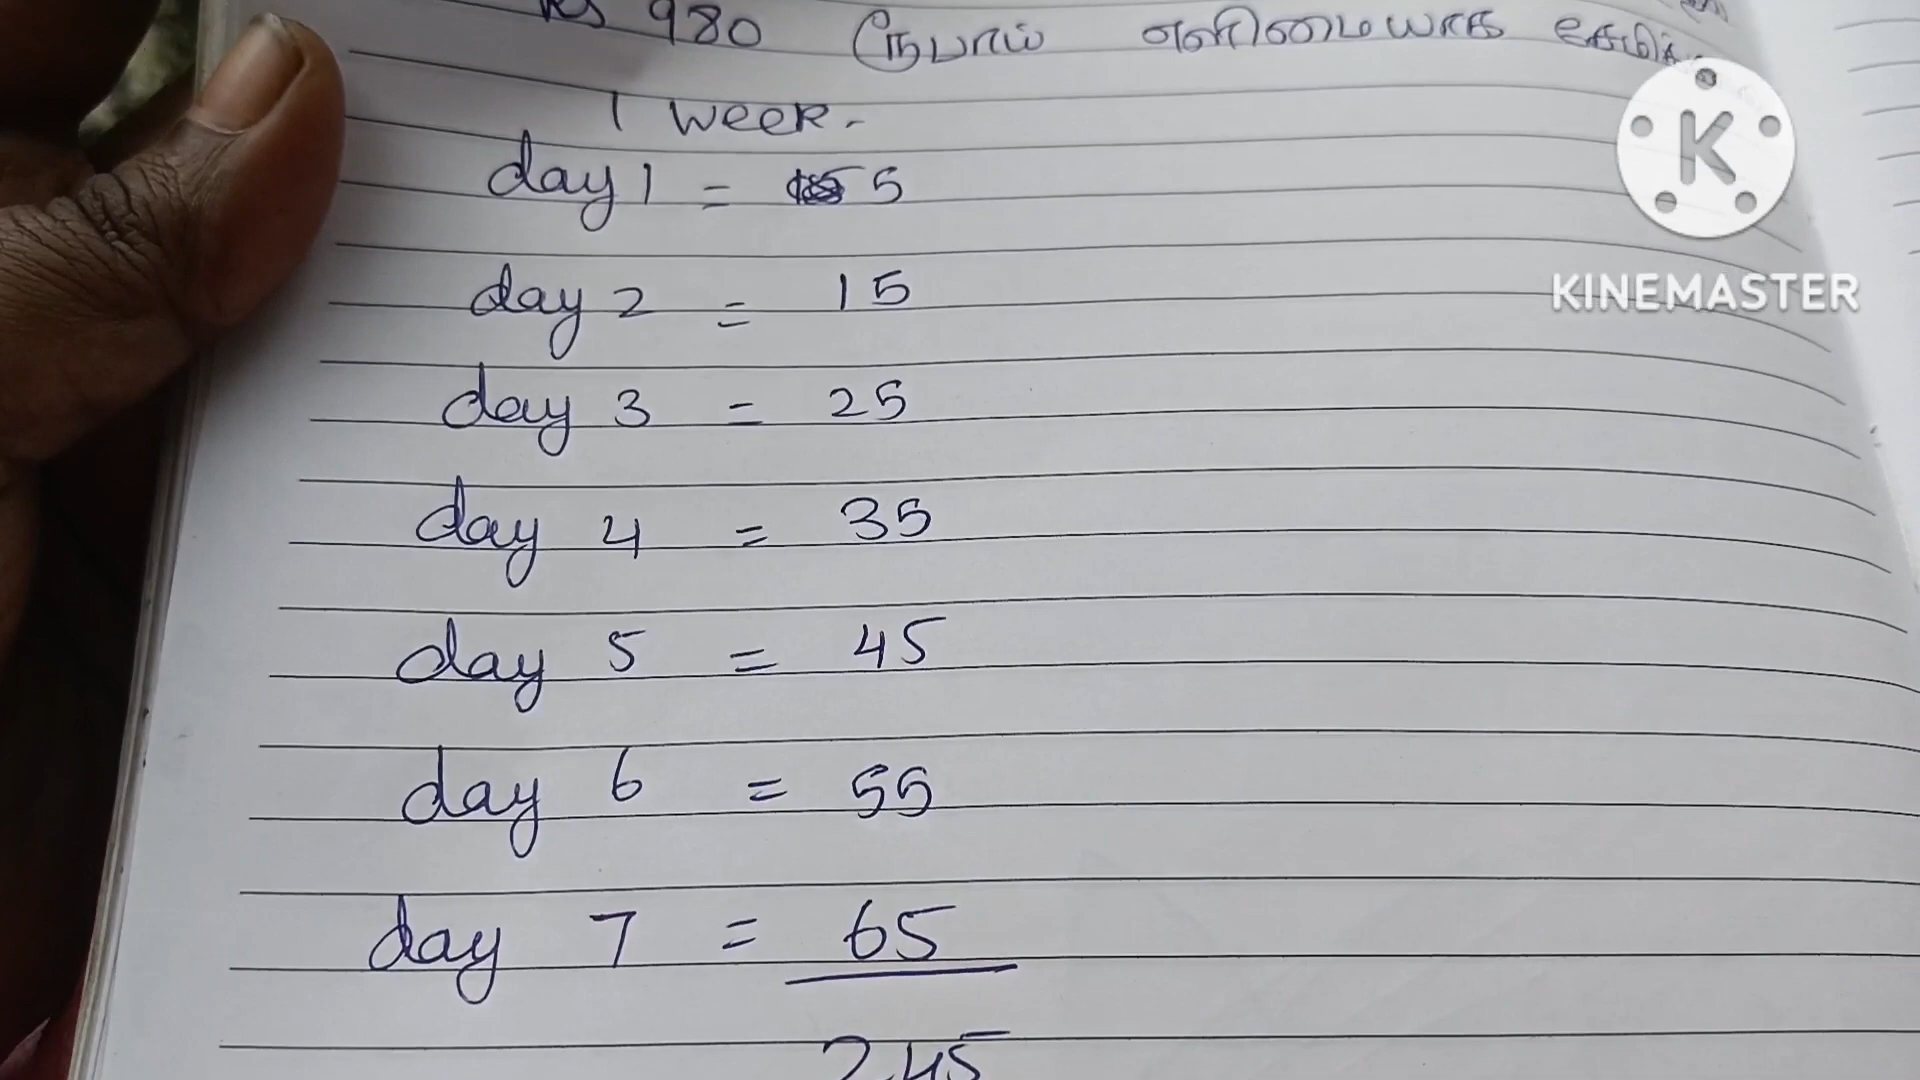 Rs 980 ரூபாய் எளிமையாக
1 week-
day 1 = 5
day 2 = 15
day 3 = 25
day 4 = 35
day 5 = 45
day 6 = 55
day 7 = 65
245
K
KINEMASTER